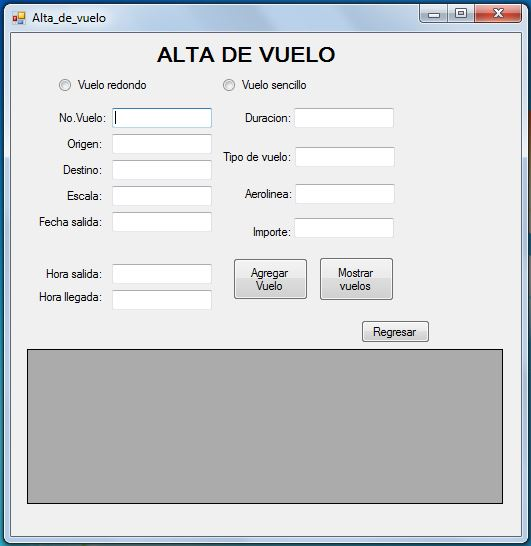 Alta_de_vuelo
ALTA DE VUELO
Vuelo redondo
Vuelo sencillo
No.Vuelo:
Duracion:
Origen:
Tipo de vuelo:
Destino:
Escala:
Aerolinea:
Fecha salida:
Importe:
Hora salida:
Hora llegada:
Agregar
Vuelo
Mostrar
vuelos
Regresar